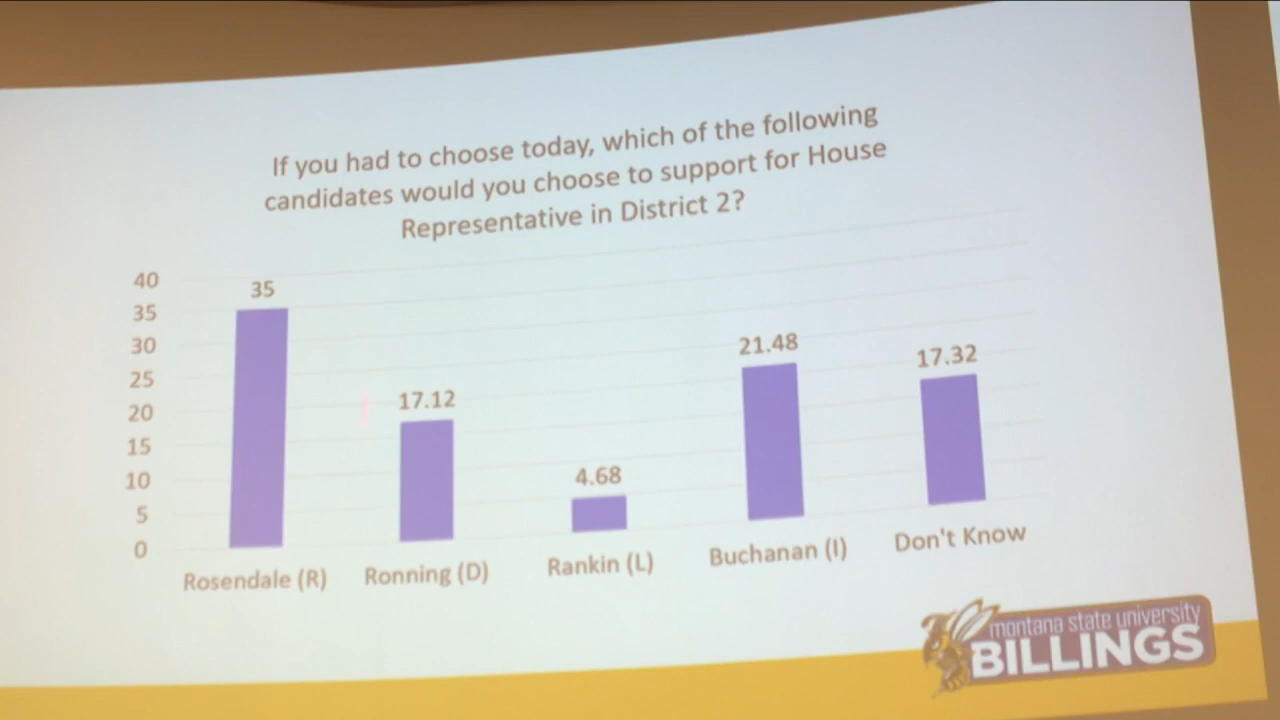 If you had to choose today, which of the following
candidates would you choose to support for House
Representative in District 2?
40
35
30
25
20
15
10
5
0
35
17.12
4.68
21.48
17.32
Rosendale (R)
Ronning (D)
Rankin (L)
Buchanan (I)
Don't Know
montana state university
BILLINGS